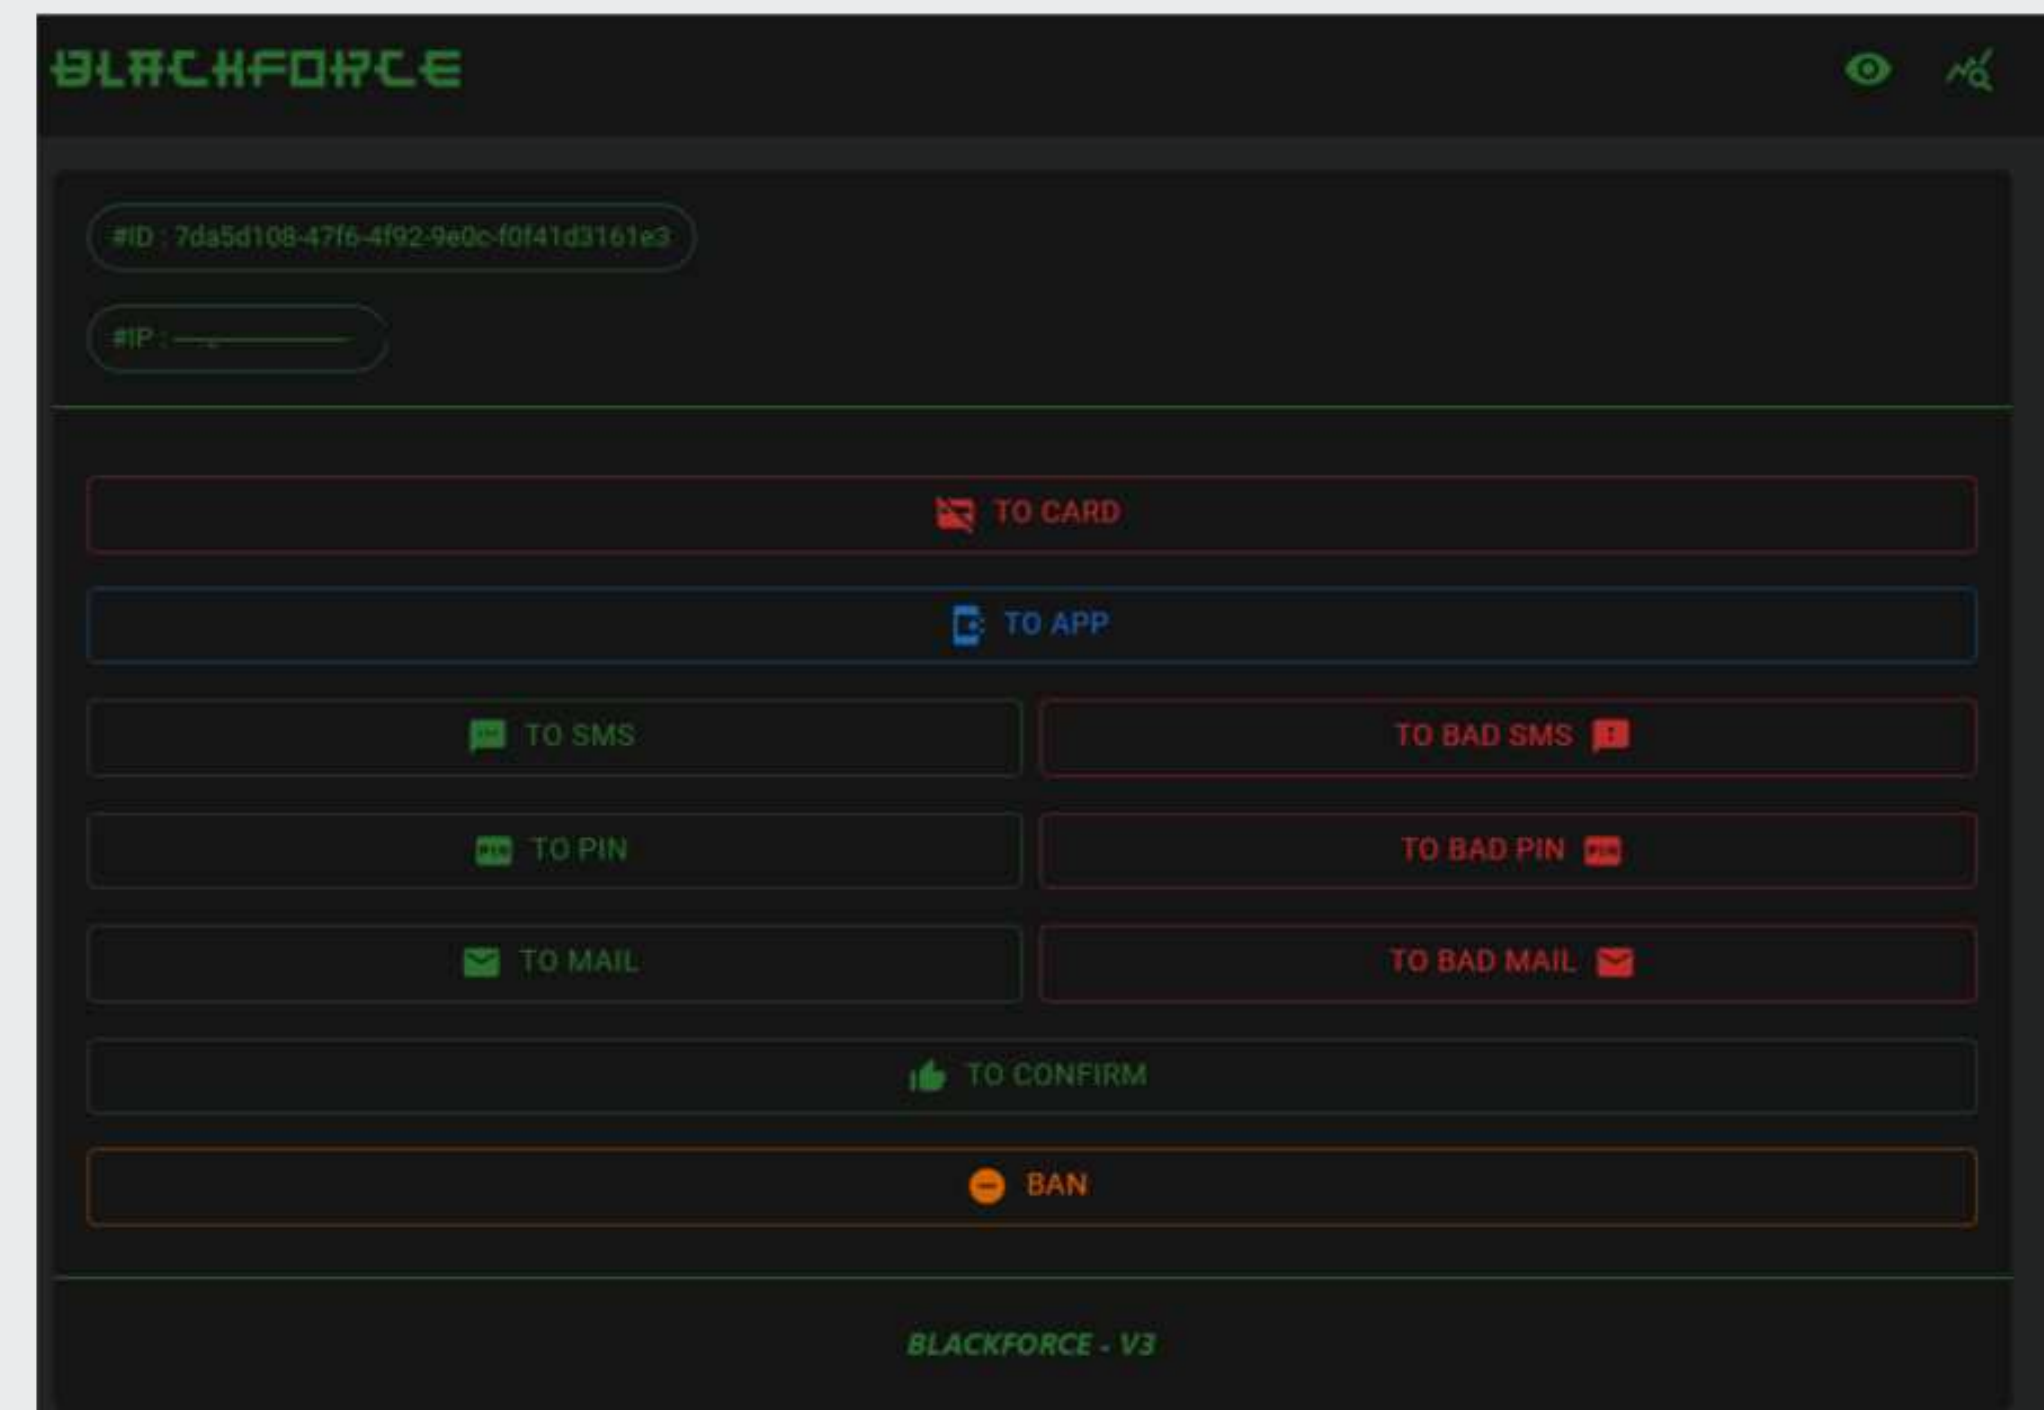 BLACKFORCE
#ID : 7da5d108-47f6-4f92-9e0c-f0f41d3161e3
#IP :
TO CARD
TO APP
TO SMS
TO BAD SMS
TO PIN
TO BAD PIN
TO MAIL
TO BAD MAIL
TO CONFIRM
BAN
BLACKFORCE - V3